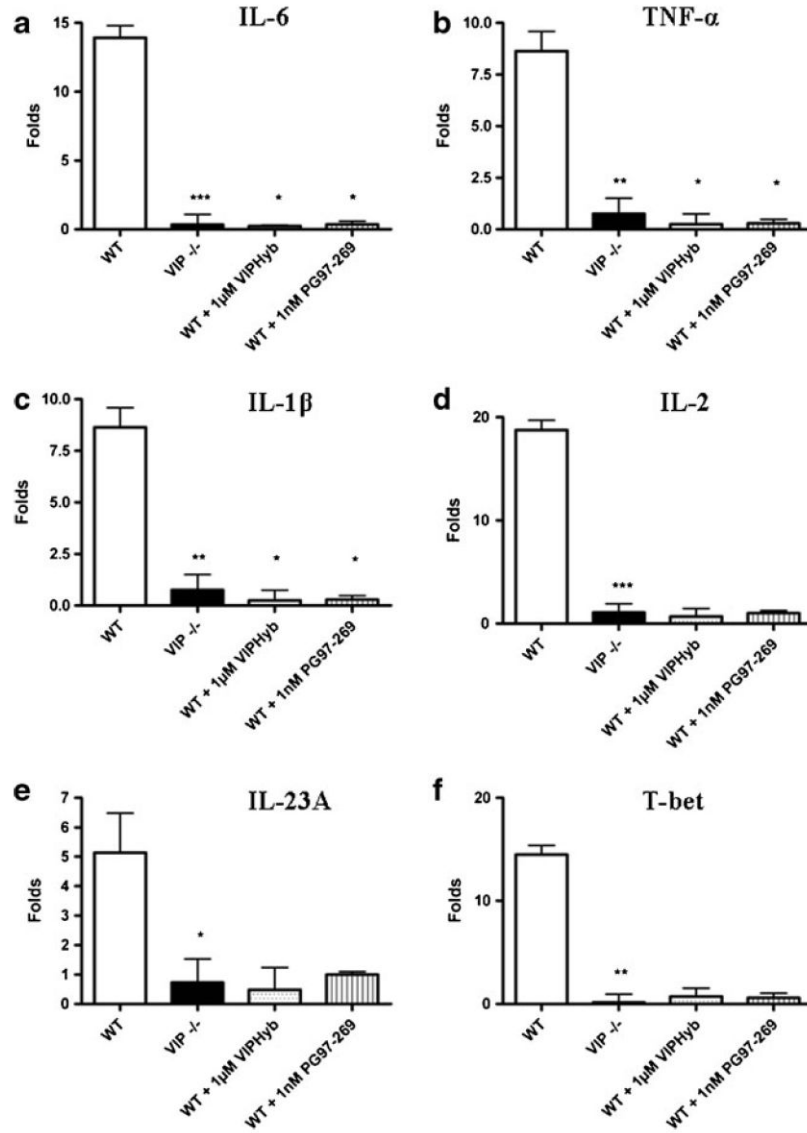 a IL-6
Folds
15
10
5
0
***
*
*
WT
VIP -/-
WT + 1µM VIPHyb
WT + 1nM PG97-269
b TNF-α
Folds
10.0
7.5
5.0
2.5
0.0
**
*
*
WT
VIP -/-
WT + 1µM VIPHyb
WT + 1nM PG97-269
c IL-1β
Folds
10.0
7.5
5.0
2.5
0.0
**
*
*
WT
VIP -/-
WT + 1µM VIPHyb
WT + 1nM PG97-269
d IL-2
Folds
20
10
0
***
WT
VIP -/-
WT + 1µM VIPHyb
WT + 1nM PG97-269
e IL-23A
Folds
7
6
5
4
3
2
1
0
*
WT
VIP -/-
WT + 1µM VIPHyb
WT + 1nM PG97-269
f T-bet
Folds
20
10
0
**
WT
VIP -/-
WT + 1µM VIPHyb
WT + 1nM PG97-269